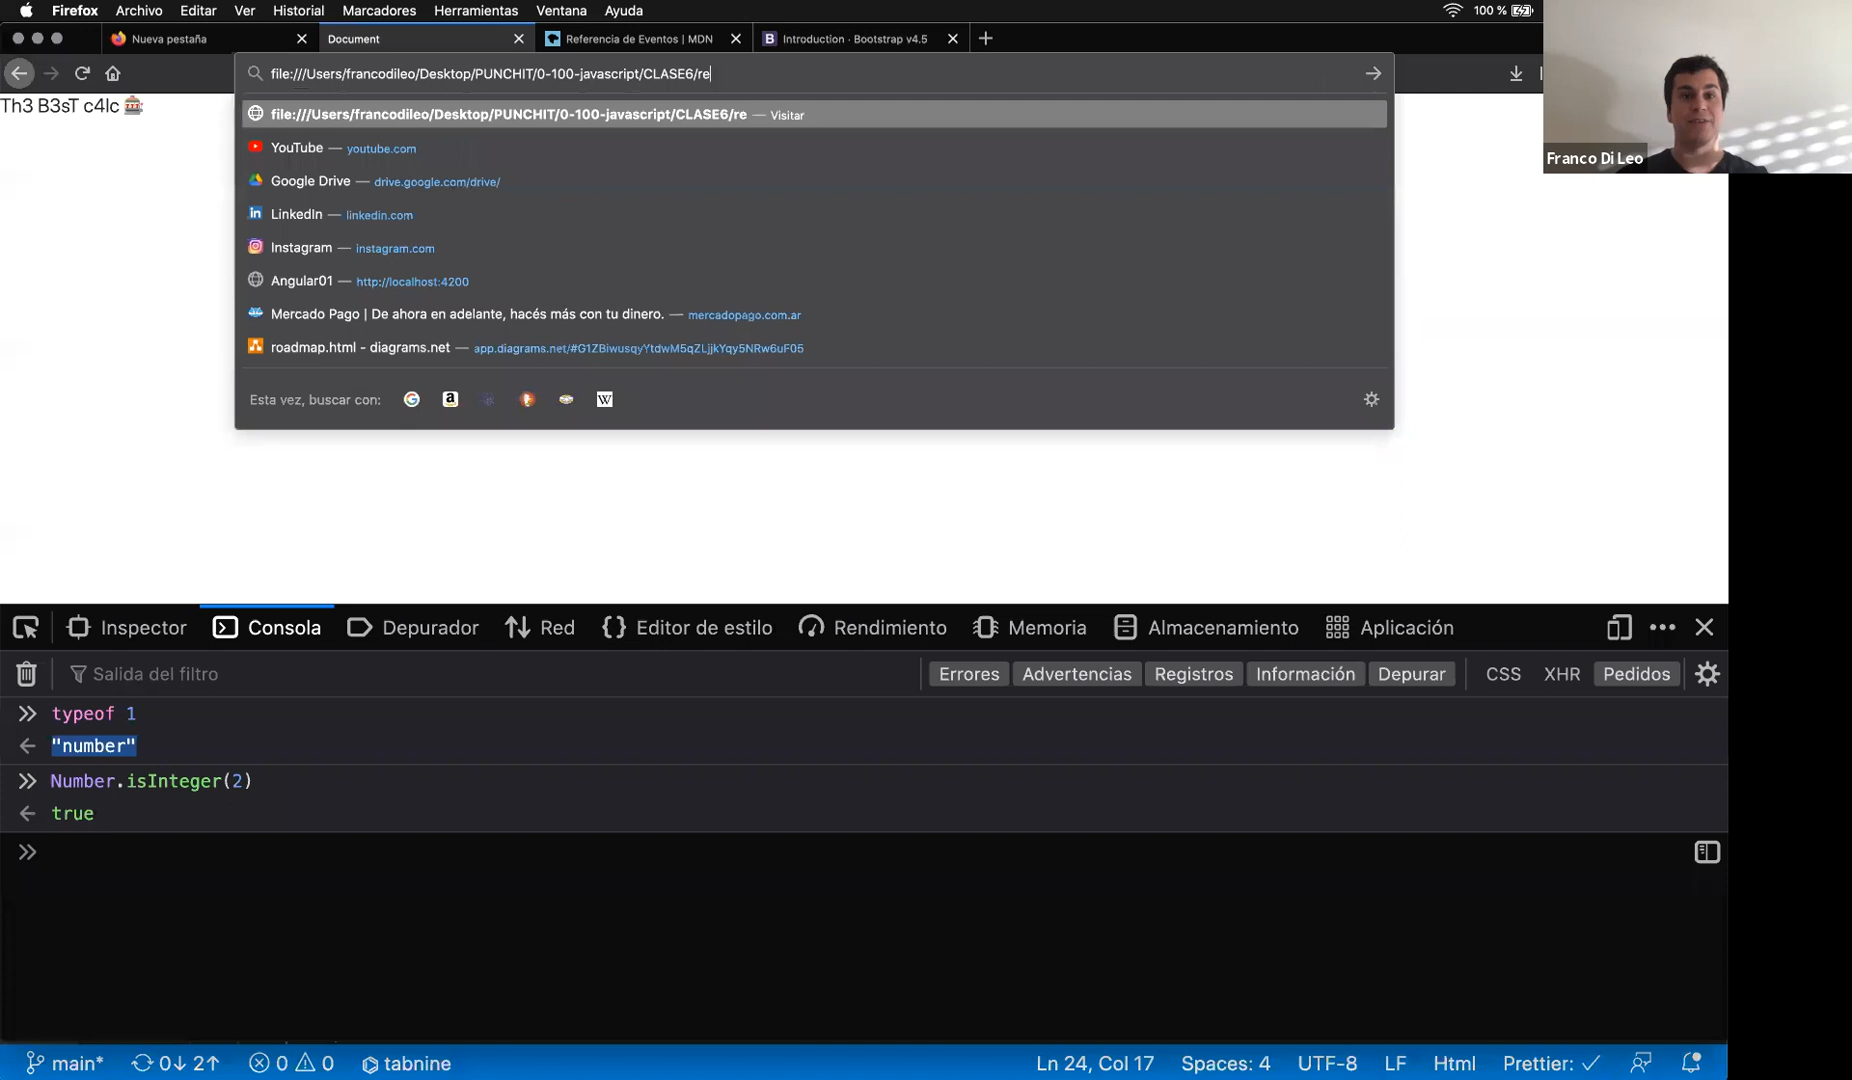 Firefox Archivo Editar Ver Historial Marcadores Herramientas Ventana Ayuda 100 %
Nueva pestaña Document Referencia de Eventos | MDN Introduction · Bootstrap v4.5
file:///Users/francodileo/Desktop/PUNCHIT/0-100-javascript/CLASE6/re
Th3 B3sT c4lc
file:///Users/francodileo/Desktop/PUNCHIT/0-100-javascript/CLASE6/re — Visitar
YouTube — youtube.com
Google Drive — drive.google.com/drive/
LinkedIn — linkedin.com
Instagram — instagram.com
Angular01 — http://localhost:4200
Mercado Pago | De ahora en adelante, hacés más con tu dinero. — mercadopago.com.ar
roadmap.html - diagrams.net — app.diagrams.net/#G1ZBiwusqyYtdwM5qZLjjkYqy5NRw6uF05
Esta vez, buscar con:
Franco Di Leo
Inspector Consola Depurador Red Editor de estilo Rendimiento Memoria Almacenamiento Aplicación
Salida del filtro Errores Advertencias Registros Información Depurar CSS XHR Pedidos
typeof 1
"number"
Number.isInteger(2)
true
main* 0↓ 2↑ 0 0 tabnine Ln 24, Col 17 Spaces: 4 UTF-8 LF Html Prettier: ✓